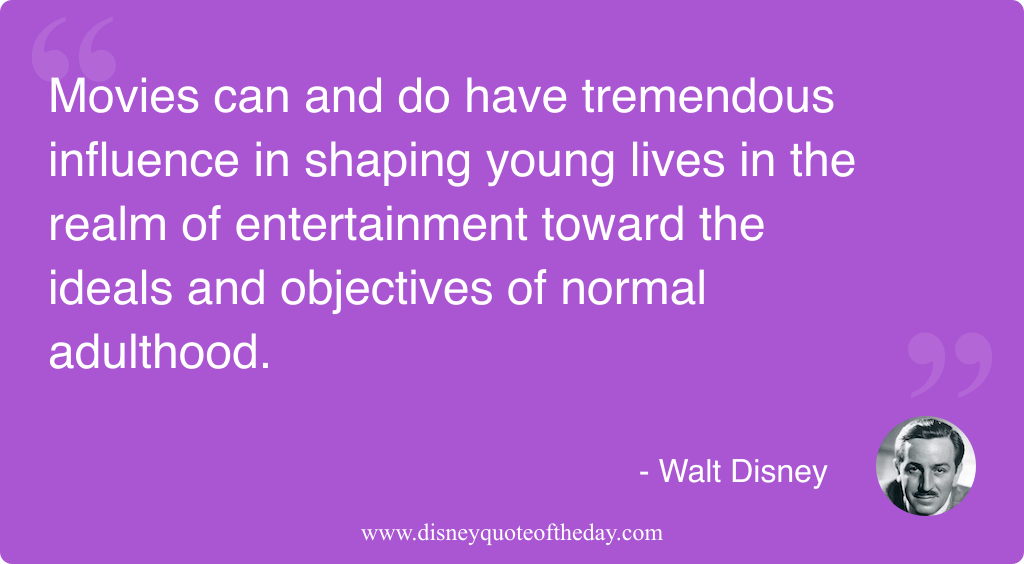 Movies can and do have tremendous
influence in shaping young lives in the
realm of entertainment toward the
ideals and objectives of normal
adulthood.
- Walt Disney
www.disneyquoteoftheday.com